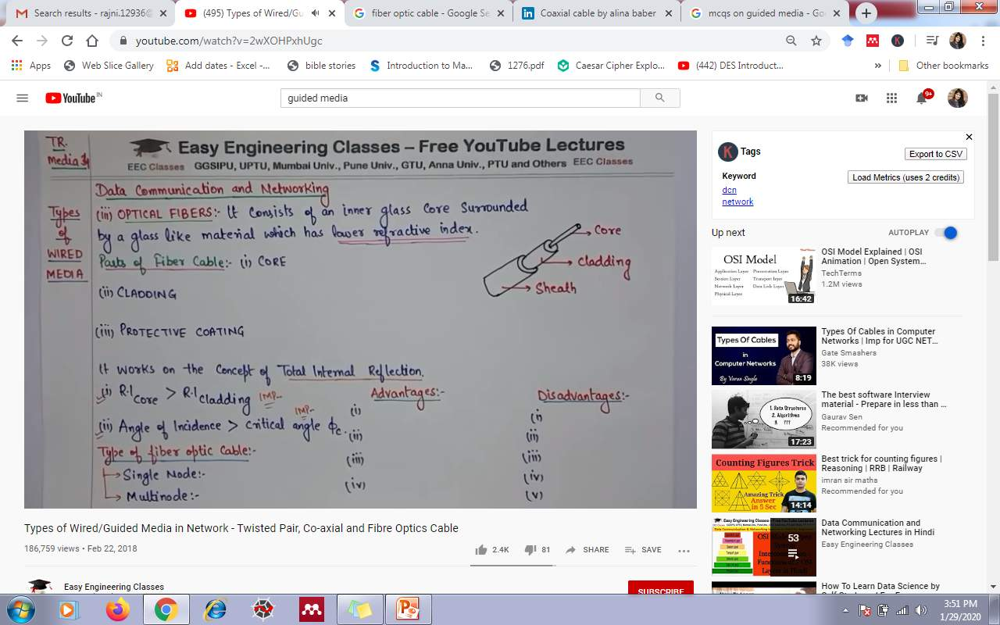 Search results - rajni.12936@
(495) Types of Wired/Gu
fiber optic cable - Google Se
Coaxial cable by alina baber
mcqs on guided media - Go
youtube.com/watch?v=2wXOHPxhUgc
Apps
Web Slice Gallery
Add dates - Excel -...
bible stories
Introduction to Ma...
1276.pdf
Caesar Cipher Explo...
(442) DES Introduct...
»
Other bookmarks
YouTube IN
guided media
9+
TR. Media 3/4
Easy Engineering Classes – Free YouTube Lectures
EEC Classes GGSIPU, UPTU, Mumbai Univ., Pune Univ., GTU, Anna Univ., PTU and Others EEC Classes
Types of WIRED MEDIA
Data Communication and Networking
(iii) OPTICAL FIBERS:- It consists of an inner glass core surrounded
by a glass like material which has lower refractive index.
Parts of Fiber Cable:- (i) CORE
(ii) CLADDING
(iii) PROTECTIVE COATING
Core
Cladding
Sheath
It works on the concept of Total Internal Reflection.
(i) R.I core > R.I cladding IMP--
(ii) Angle of Incidence > critical angle ϕc. IMP--
Type of fiber optic Cable:-
Single Node:-
Multinode:-
Advantages:-
(i)
(ii)
(iii)
(iv)
Disadvantages:-
(i)
(ii)
(iii)
(iv)
(v)
Types of Wired/Guided Media in Network - Twisted Pair, Co-axial and Fibre Optics Cable
186,759 views • Feb 22, 2018
2.4K
81
SHARE
SAVE
Easy Engineering Classes
SUBSCRIBE
K Tags
Export to CSV
Keyword
Load Metrics (uses 2 credits)
dcn
network
Up next
AUTOPLAY
OSI Model
Application Layer
Presentation Layer
Session Layer
Transport layer
Network Layer
Data Link Layer
Physical Layer
16:42
OSI Model Explained | OSI
Animation | Open System...
TechTerms
1.2M views
Types Of Cables
in
Computer Networks
By Varun Singla
8:19
Types Of Cables in Computer
Networks | Imp for UGC NET...
Gate Smashers
38K views
1. Data Structures
2. Algorithms
3. ???
17:23
The best software Interview
material - Prepare in less than ...
Gaurav Sen
Recommended for you
Counting Figures Trick
Amazing Trick
Answer
in 5 Sec
14:14
Best trick for counting figures |
Reasoning | RRB | Railway
imran sir maths
Recommended for you
53
Data Communication and
Networking Lectures in Hindi
Easy Engineering Classes
How To Learn Data Science by
3:51 PM
1/29/2020